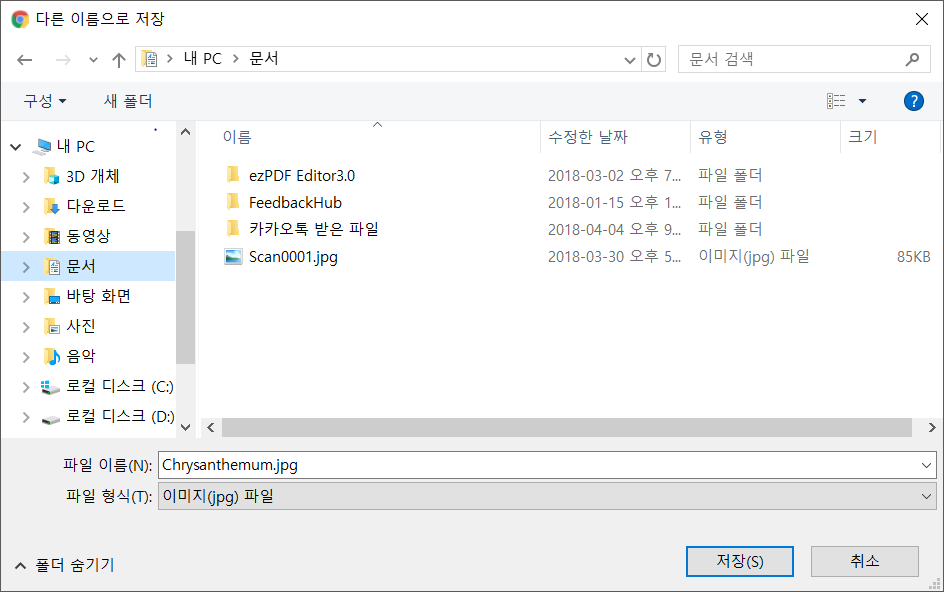 다른 이름으로 저장
내 PC > 문서
문서 검색
구성 새 폴더
?
내 PC
3D 개체
다운로드
동영상
문서
바탕 화면
사진
음악
로컬 디스크 (C:)
로컬 디스크 (D:)
이름 수정한 날짜 유형 크기
ezPDF Editor3.0 2018-03-02 오후 7... 파일 폴더
FeedbackHub 2018-01-15 오후 1... 파일 폴더
카카오톡 받은 파일 2018-04-04 오후 9... 파일 폴더
Scan0001.jpg 2018-03-30 오후 5... 이미지(jpg) 파일 85KB
파일 이름(N): Chrysanthemum.jpg
파일 형식(T): 이미지(jpg) 파일
폴더 숨기기
저장(S) 취소